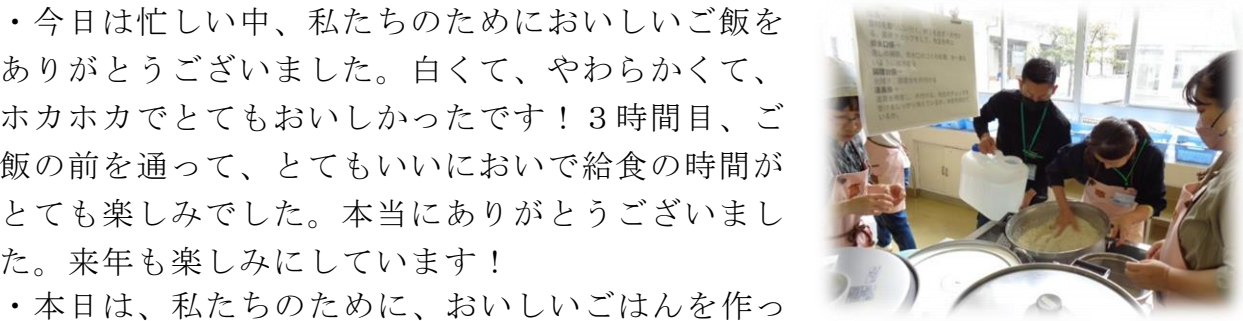 ・今日は忙しい中、私たちのためにおいしいご飯を
ありがとうございました。白くて、やわらかくて、
ホカホカでとてもおいしかったです！３時間目、ご
飯の前を通って、とてもいいにおいで給食の時間が
とても楽しみでした。本当にありがとうございまし
た。来年も楽しみにしています！
・本日は、私たちのために、おいしいごはんを作っ